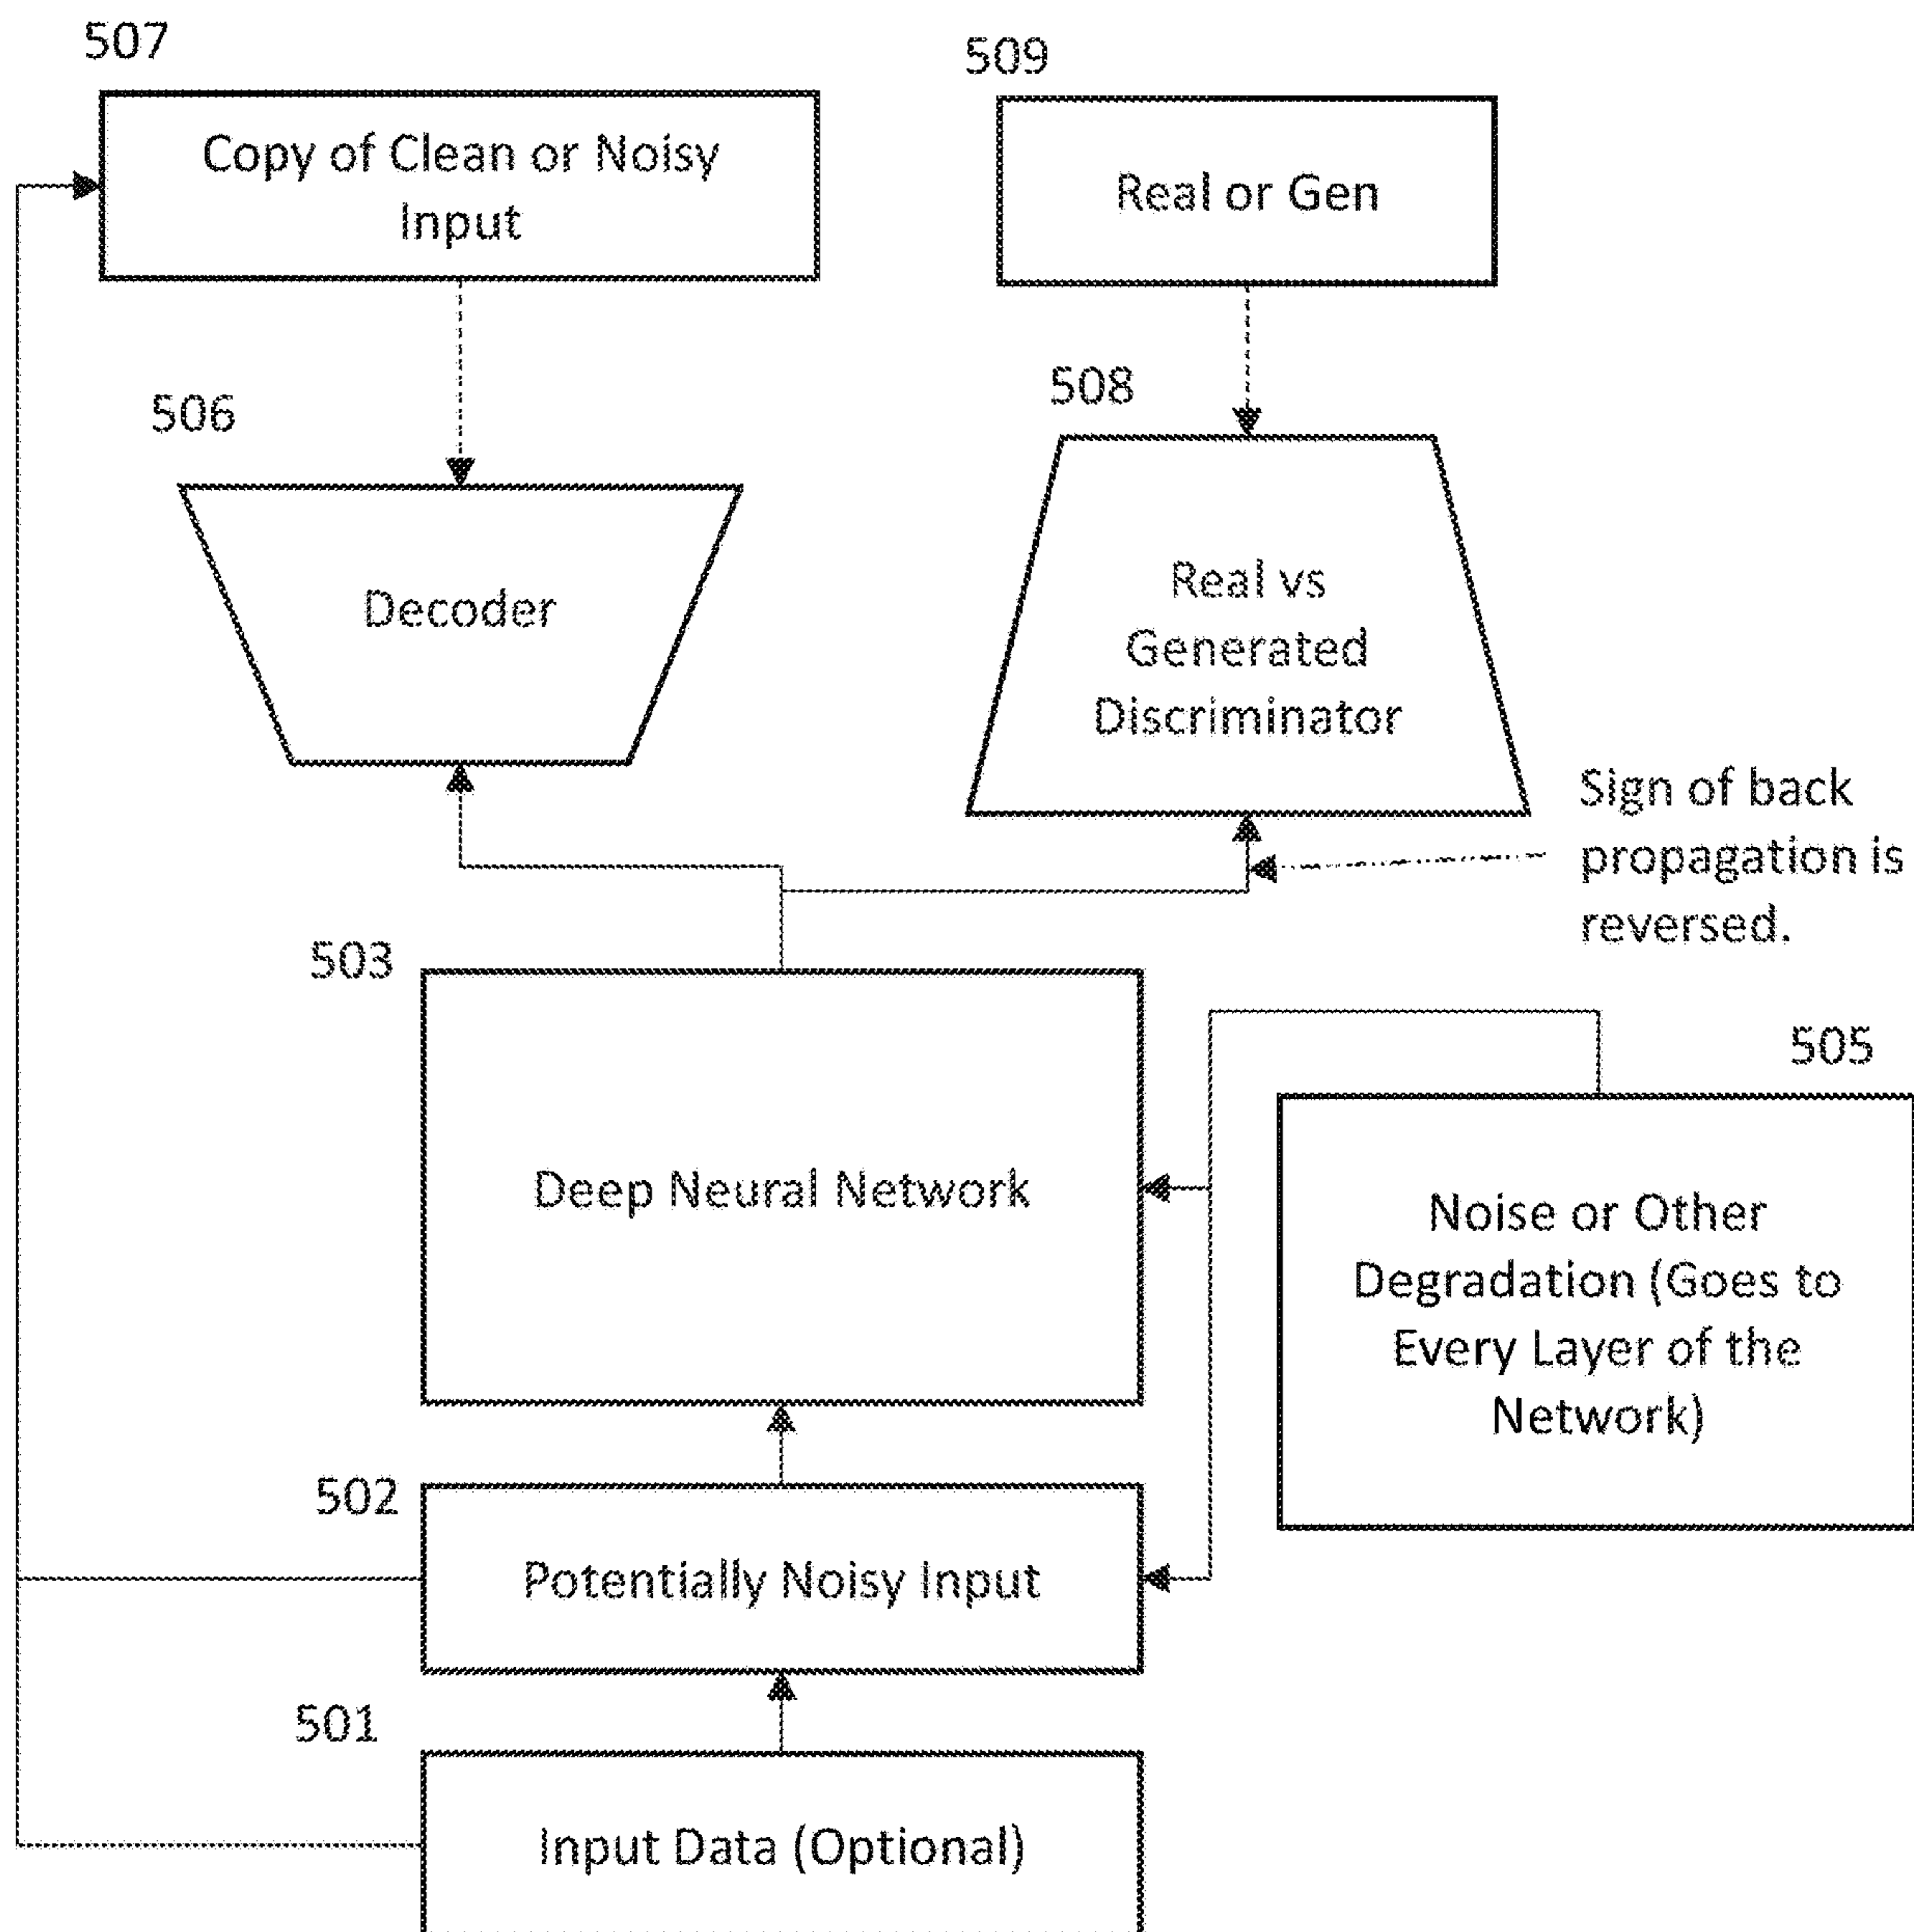 507
Copy of Clean or Noisy
Input
509
Real or Gen
506
Decoder
508
Real vs
Generated
Discriminator
Sign of back
propagation is
reversed.
503
Deep Neural Network
505
Noise or Other
Degradation (Goes to
Every Layer of the
Network)
502
Potentially Noisy Input
501
Input Data (Optional)